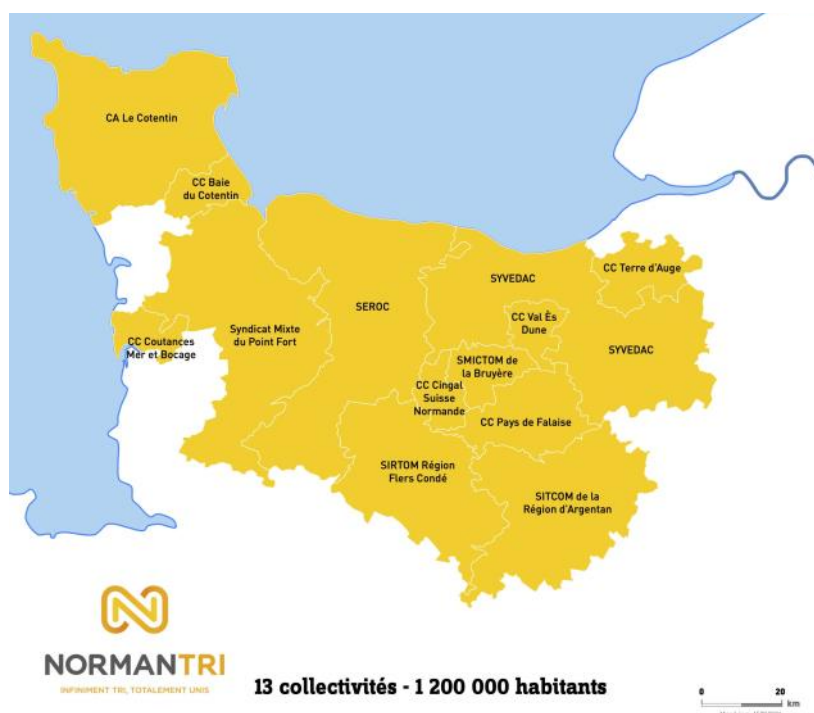 CA Le Cotentin
CC Baie
du Cotentin
CC Terre d'Auge
SYVEDAC
SEROC
CC Val Ès
Dune
Syndicat Mixte
du Point Fort
CC Coutances
Mer et Bocage
SMICTOM de
la Bruyère
SYVEDAC
CC Cingal
Suisse
Normande
CC Pays de Falaise
SIRTOM Région
Flers Condé
SITCOM de la
Région d'Argentan
NORMANTRI
INFINIMENT TRI, TOTALEMENT UNIS
13 collectivités - 1 200 000 habitants
0 20
km